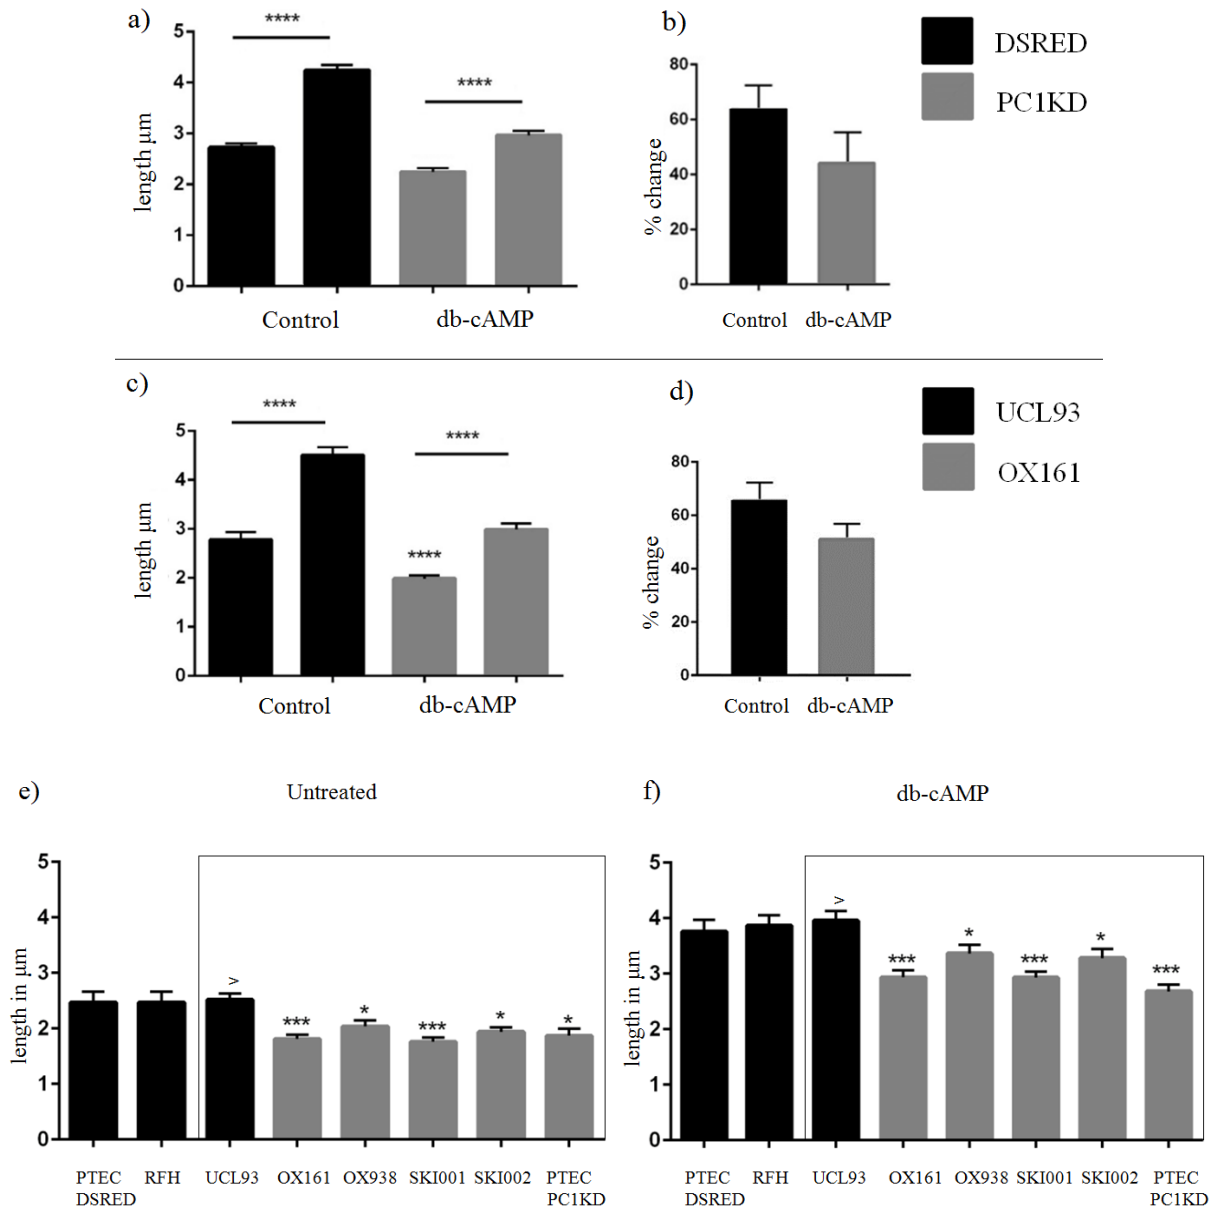 a)
****
****
5
4
3
2
1
0
length µm
Control
db-cAMP
b)
80
60
40
20
0
% change
Control
db-cAMP
DSRED
PC1KD
c)
****
****
****
5
4
3
2
1
0
length µm
Control
db-cAMP
d)
80
60
40
20
0
% change
Control
db-cAMP
UCL93
OX161
e)
Untreated
5
4
3
2
1
0
length in µm
>
***
*
***
*
*
PTEC
DSRED
RFH
UCL93
OX161
OX938
SKI001
SKI002
PTEC
PC1KD
f)
db-cAMP
5
4
3
2
1
0
length in µm
>
***
*
***
*
***
PTEC
DSRED
RFH
UCL93
OX161
OX938
SKI001
SKI002
PTEC
PC1KD